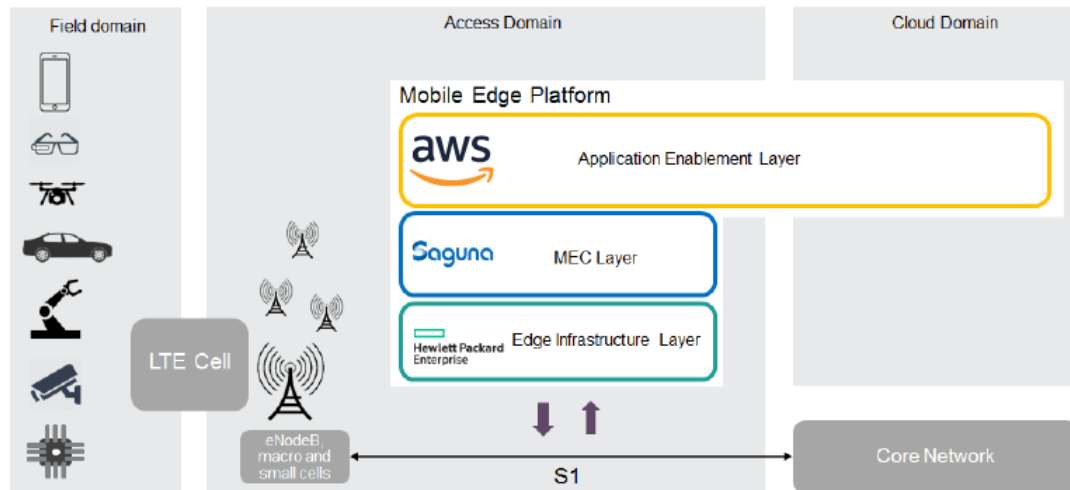 Field domain
Access Domain
Cloud Domain
Mobile Edge Platform
aws
Application Enablement Layer
Saguna
MEC Layer
Hewlett Packard
Enterprise
Edge Infrastructure Layer
LTE Cell
eNodeB,
macro and
small cells
S1
Core Network